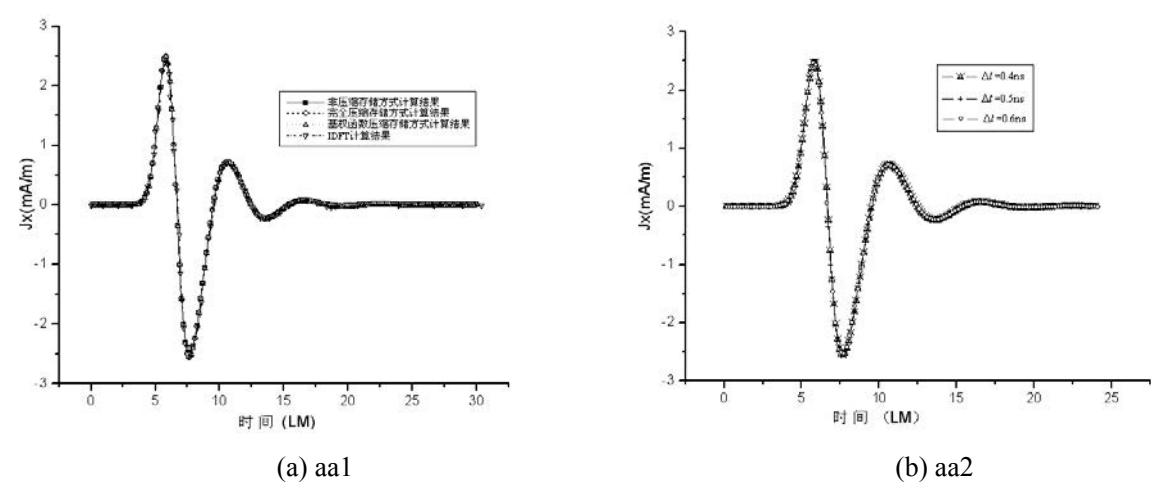 3
2
1
0
-1
-2
-3
Jx(mA/m)
非压缩存储方式计算结果
完全压缩存储方式计算结果
基权函数压缩存储方式计算结果
IDFT计算结果
0 5 10 15 20 25 30
时 间 (LM)
(a) aa1
3
2
1
0
-1
-2
-3
Jx(mA/m)
Δt=0.4ns
Δt=0.5ns
Δt=0.6ns
0 5 10 15 20 25
时 间 (LM)
(b) aa2